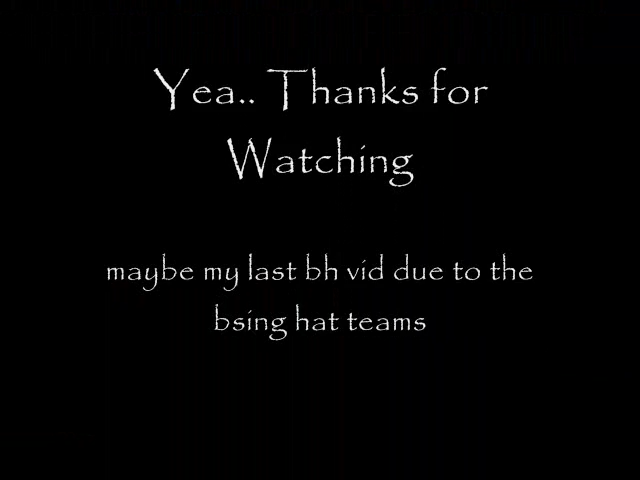 Yea.. Thanks for
Watching
maybe my last bh vid due to the
bsing hat teams